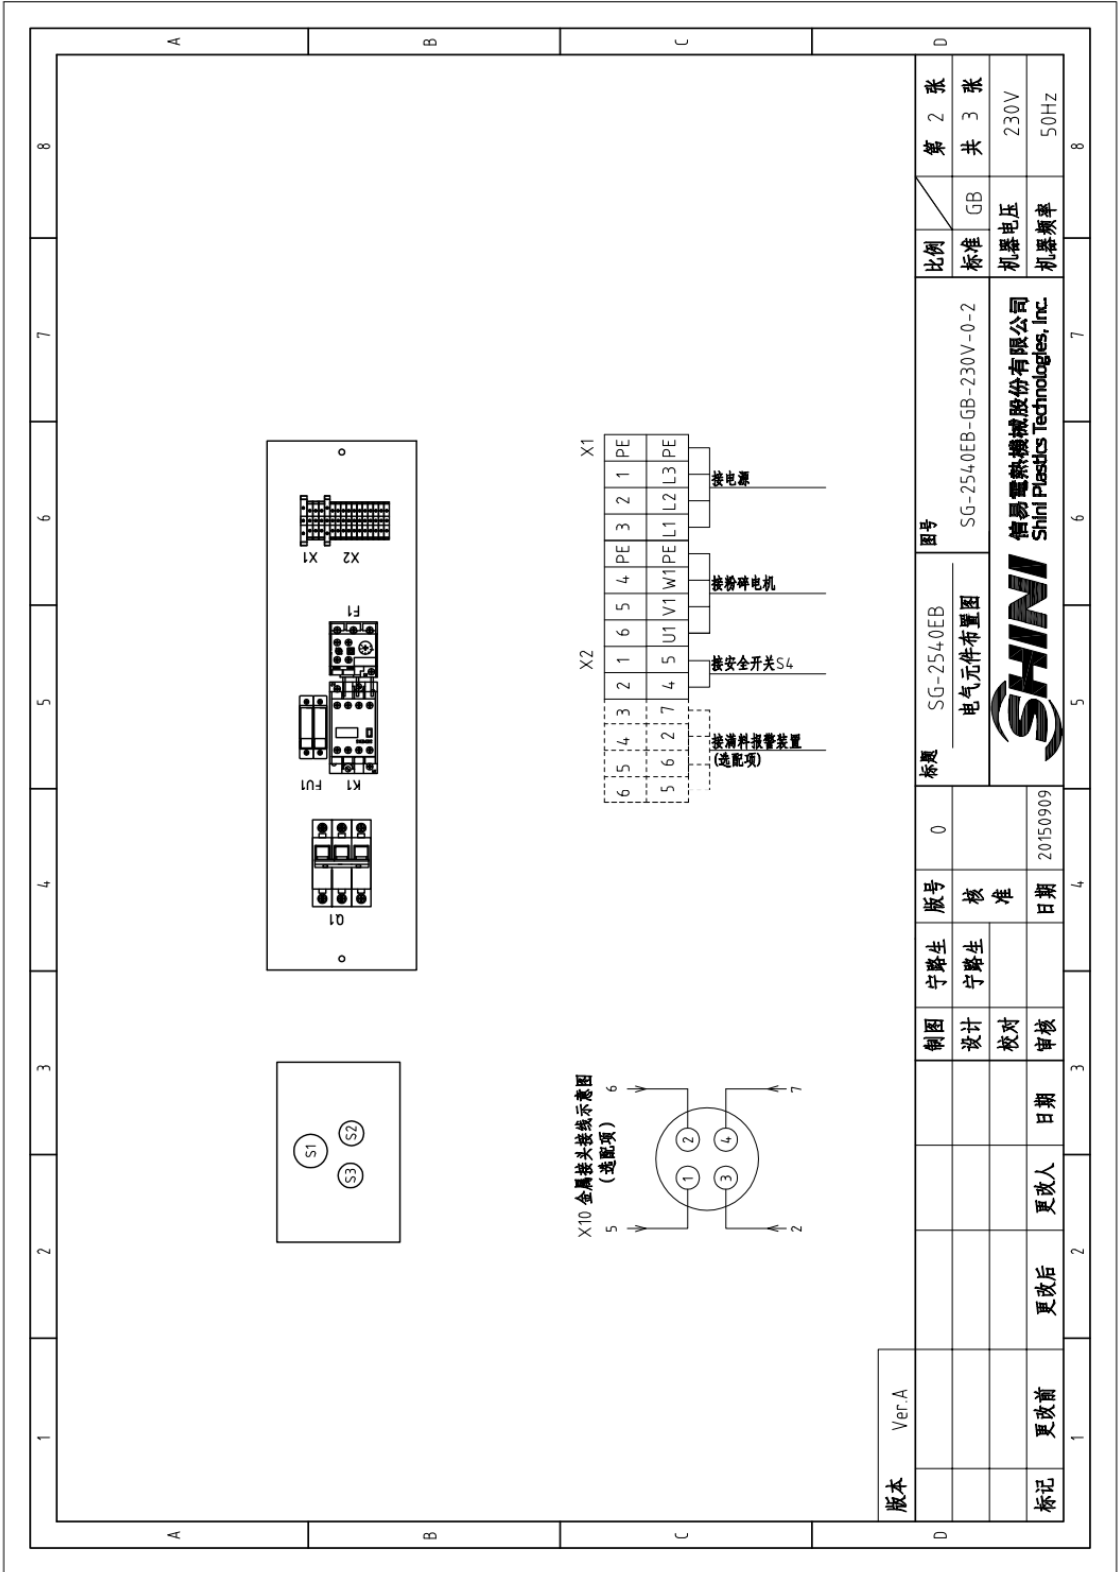 1 2 3 4 5 6 7 8
A
B
C
D
S1
S3 S2
Q1
FU1
K1
F1
X1
X2
X10 金属接头接线示意图
(选配项)
5 6
1 2
3 4
2 7
X2 X1
6 5 4 3 2 1 6 5 4 PE 3 2 1 PE
5 6 2 7 4 5 U1 V1 W1 PE L1 L2 L3 PE
接满料报警装置
(选配项)
接安全开关S4
接粉碎电机
接电源
版本 Ver.A
标记 更改前 更改后 更改人 日期
制图 宁路生
设计 宁路生
校对
审核
版号 0
核准
日期 20150909
标题 SG-2540EB
电气元件布置图
图号
SG-2540EB-GB-230V-0-2
SHINI
信易電熱機械股份有限公司
Shini Plastics Technologies, Inc.
比例 第 2 张
标准 GB 共 3 张
机器电压 230V
机器频率 50Hz
A
B
C
D
1 2 3 4 5 6 7 8